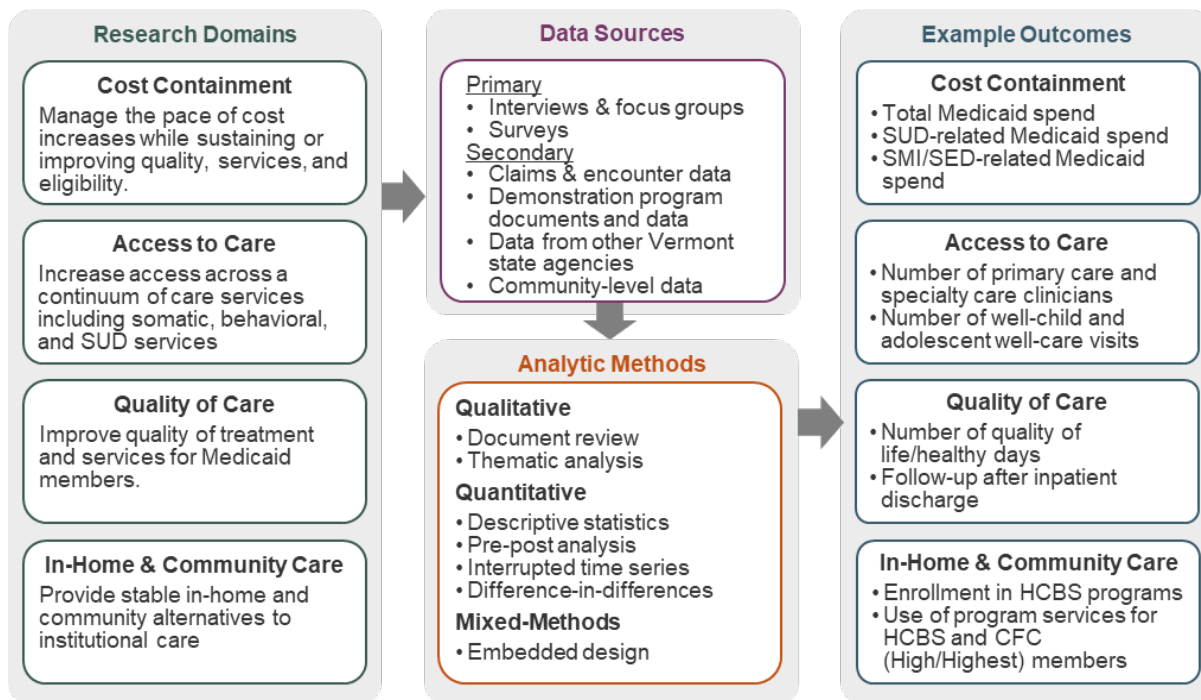 Research Domains
Cost Containment
Manage the pace of cost
increases while sustaining or
improving quality, services, and
eligibility.
Access to Care
Increase access across a
continuum of care services
including somatic, behavioral,
and SUD services
Quality of Care
Improve quality of treatment
and services for Medicaid
members.
In-Home & Community Care
Provide stable in-home and
community alternatives to
institutional care
Data Sources
Primary
• Interviews & focus groups
• Surveys
Secondary
• Claims & encounter data
• Demonstration program
documents and data
• Data from other Vermont
state agencies
• Community-level data
Analytic Methods
Qualitative
• Document review
• Thematic analysis
Quantitative
• Descriptive statistics
• Pre-post analysis
• Interrupted time series
• Difference-in-differences
Mixed-Methods
• Embedded design
Example Outcomes
Cost Containment
• Total Medicaid spend
• SUD-related Medicaid spend
• SMI/SED-related Medicaid
spend
Access to Care
• Number of primary care and
specialty care clinicians
• Number of well-child and
adolescent well-care visits
Quality of Care
• Number of quality of
life/healthy days
• Follow-up after inpatient
discharge
In-Home & Community Care
• Enrollment in HCBS programs
• Use of program services for
HCBS and CFC
(High/Highest) members